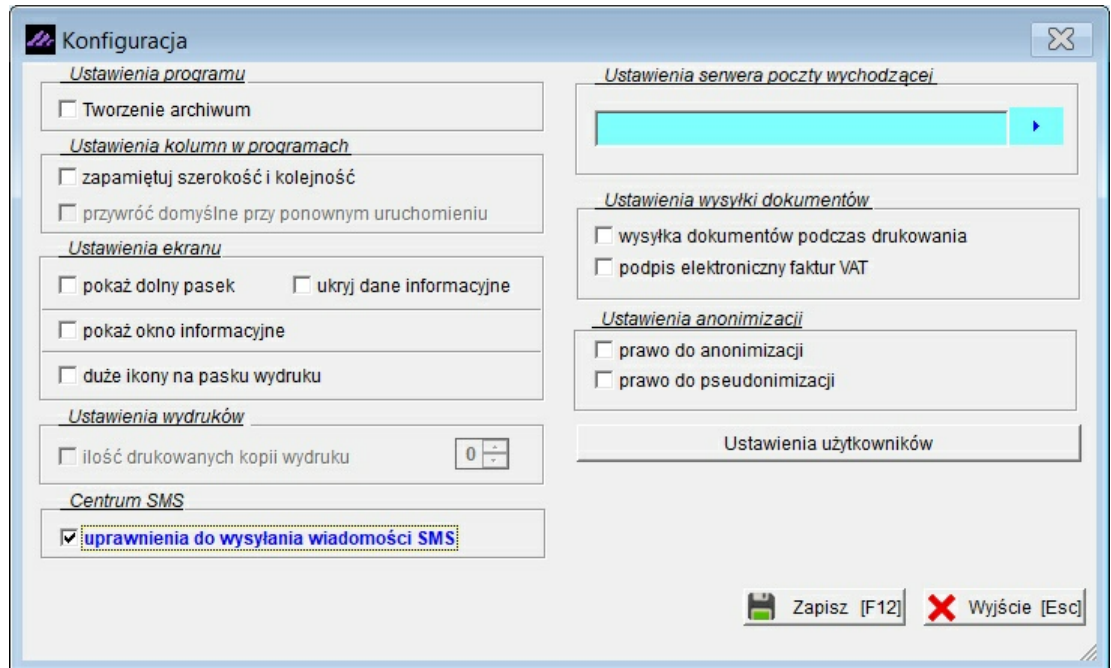 Konfiguracja
Ustawienia programu
Tworzenie archiwum
Ustawienia kolumn w programach
zapamiętuj szerokość i kolejność
przywróć domyślne przy ponownym uruchomieniu
Ustawienia ekranu
pokaż dolny pasek ukryj dane informacyjne
pokaż okno informacyjne
duże ikony na pasku wydruku
Ustawienia wydruków
ilość drukowanych kopii wydruku 0
Centrum SMS
uprawnienia do wysyłania wiadomości SMS
Ustawienia serwera poczty wychodzącej
Ustawienia wysyłki dokumentów
wysyłka dokumentów podczas drukowania
podpis elektroniczny faktur VAT
Ustawienia anonimizacji
prawo do anonimizacji
prawo do pseudonimizacji
Ustawienia użytkowników
Zapisz [F12] Wyjście [Esc]